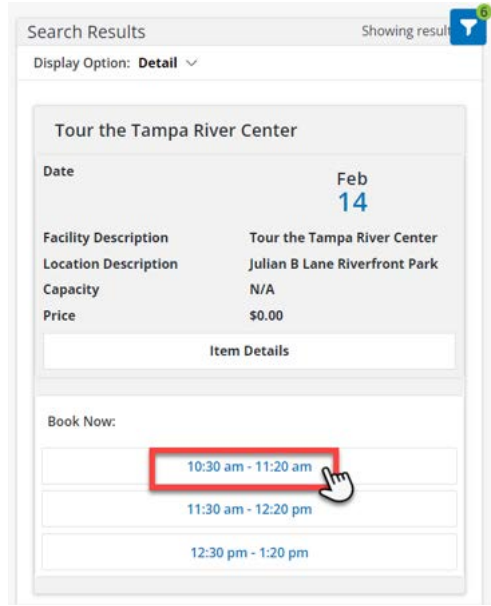 6
Search Results Showing result
Display Option: Detail
Tour the Tampa River Center
Date
Feb
14
Facility Description Tour the Tampa River Center
Location Description Julian B Lane Riverfront Park
Capacity N/A
Price $0.00
Item Details
Book Now:
10:30 am - 11:20 am
11:30 am - 12:20 pm
12:30 pm - 1:20 pm